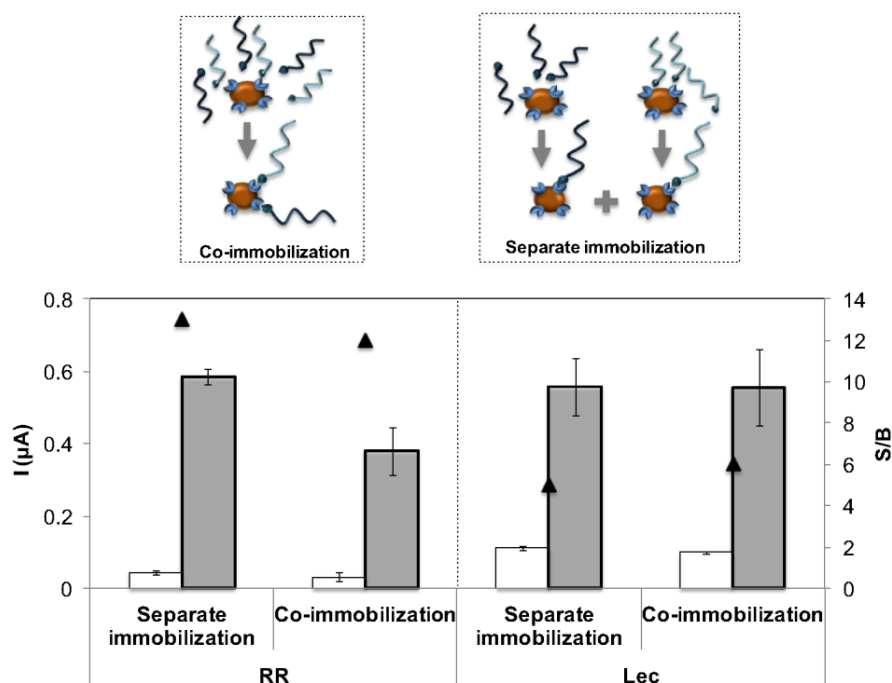 Co-immobilization
Separate immobilization
0.8
0.6
0.4
0.2
0
I (µA)
14
12
10
8
6
4
2
0
S/B
Separate
immobilization
Co-immobilization
Separate
immobilization
Co-immobilization
RR
Lec